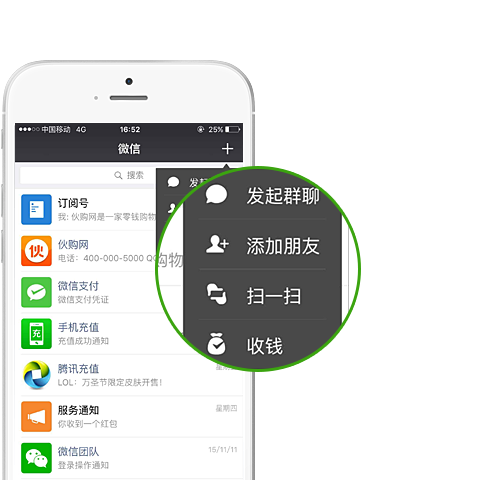 中国移动 4G 16:52 25%
微信
搜索
订阅号
我: 伙购网是一家零钱购物
伙购网
电话：400-000-5000 QQ
微信支付
微信支付凭证
手机充值
充值成功通知
腾讯充值
LOL：万圣节限定皮肤开售！
服务通知 星期四
你收到一个红包
微信团队 15/11/11
登录操作通知
发起群聊
添加朋友
扫一扫
收钱
购物
伙
充